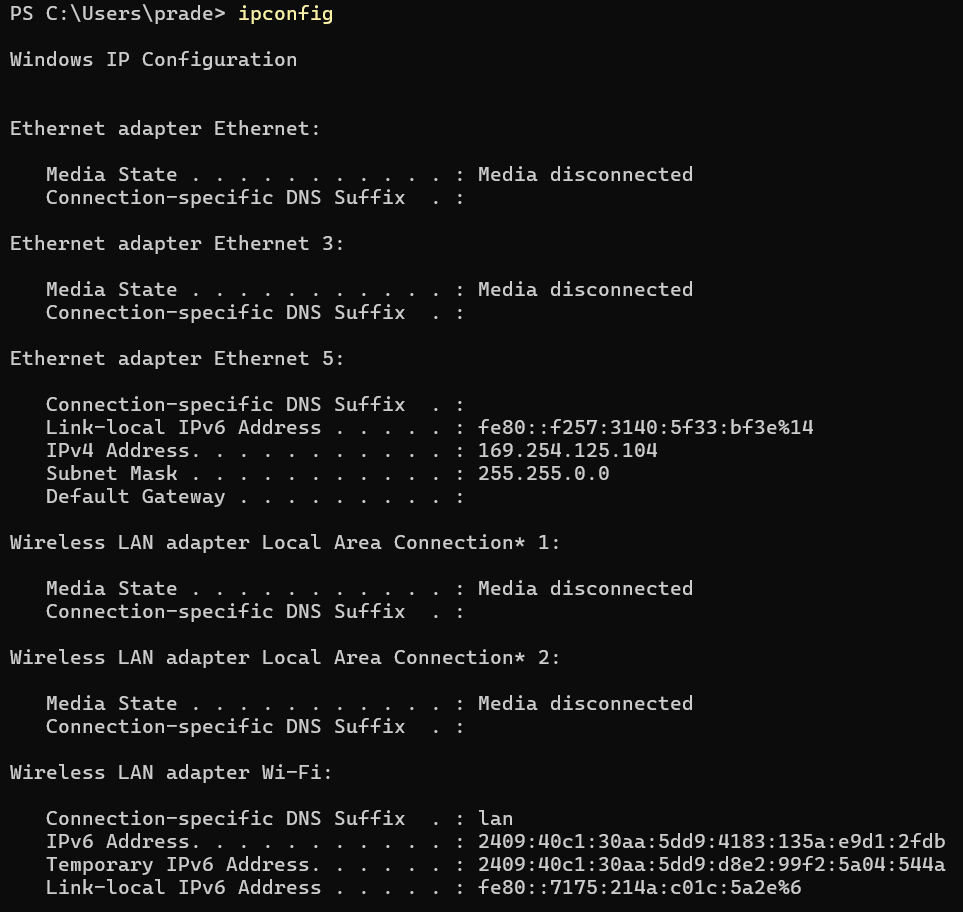 PS C:\Users\prade> ipconfig
Windows IP Configuration
Ethernet adapter Ethernet:
   Media State . . . . . . . . . . . : Media disconnected
   Connection-specific DNS Suffix  . :
Ethernet adapter Ethernet 3:
   Media State . . . . . . . . . . . : Media disconnected
   Connection-specific DNS Suffix  . :
Ethernet adapter Ethernet 5:
   Connection-specific DNS Suffix  . :
   Link-local IPv6 Address . . . . . : fe80::f257:3140:5f33:bf3e%14
   IPv4 Address. . . . . . . . . . . : 169.254.125.104
   Subnet Mask . . . . . . . . . . . : 255.255.0.0
   Default Gateway . . . . . . . . . :
Wireless LAN adapter Local Area Connection* 1:
   Media State . . . . . . . . . . . : Media disconnected
   Connection-specific DNS Suffix  . :
Wireless LAN adapter Local Area Connection* 2:
   Media State . . . . . . . . . . . : Media disconnected
   Connection-specific DNS Suffix  . :
Wireless LAN adapter Wi-Fi:
   Connection-specific DNS Suffix  . : lan
   IPv6 Address. . . . . . . . . . . : 2409:40c1:30aa:5dd9:4183:135a:e9d1:2fdb
   Temporary IPv6 Address. . . . . . : 2409:40c1:30aa:5dd9:d8e2:99f2:5a04:544a
   Link-local IPv6 Address . . . . . : fe80::7175:214a:c01c:5a2e%6